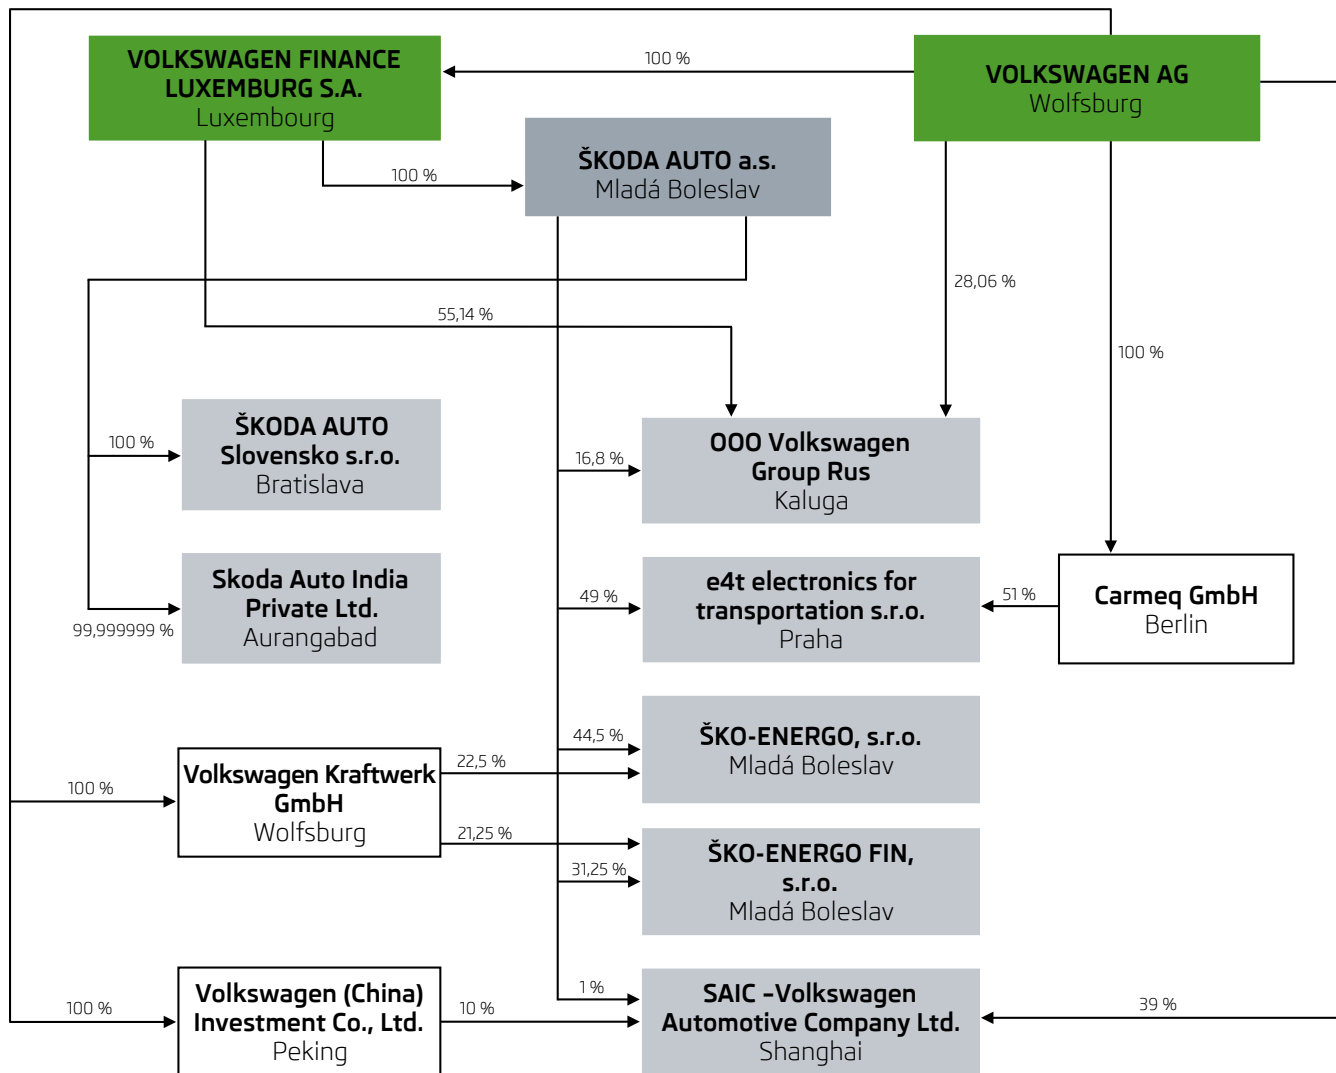 VOLKSWAGEN FINANCE
LUXEMBURG S.A.
Luxembourg
100 %
VOLKSWAGEN AG
Wolfsburg
100 %
ŠKODA AUTO a.s.
Mladá Boleslav
28,06 %
55,14 %
100 %
100 %
ŠKODA AUTO
Slovensko s.r.o.
Bratislava
16,8 %
OOO Volkswagen
Group Rus
Kaluga
99,999999 %
Skoda Auto India
Private Ltd.
Aurangabad
49 %
e4t electronics for
transportation s.r.o.
Praha
51 %
Carmeq GmbH
Berlin
100 %
Volkswagen Kraftwerk
GmbH
Wolfsburg
22,5 %
21,25 %
44,5 %
ŠKO-ENERGO, s.r.o.
Mladá Boleslav
31,25 %
ŠKO-ENERGO FIN,
s.r.o.
Mladá Boleslav
100 %
Volkswagen (China)
Investment Co., Ltd.
Peking
10 %
1 %
SAIC –Volkswagen
Automotive Company Ltd.
Shanghai
39 %